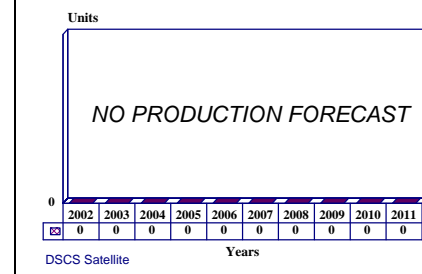 Units
NO PRODUCTION FORECAST
0
2002 2003 2004 2005 2006 2007 2008 2009 2010 2011
0 0 0 0 0 0 0 0 0 0
Years
DSCS Satellite